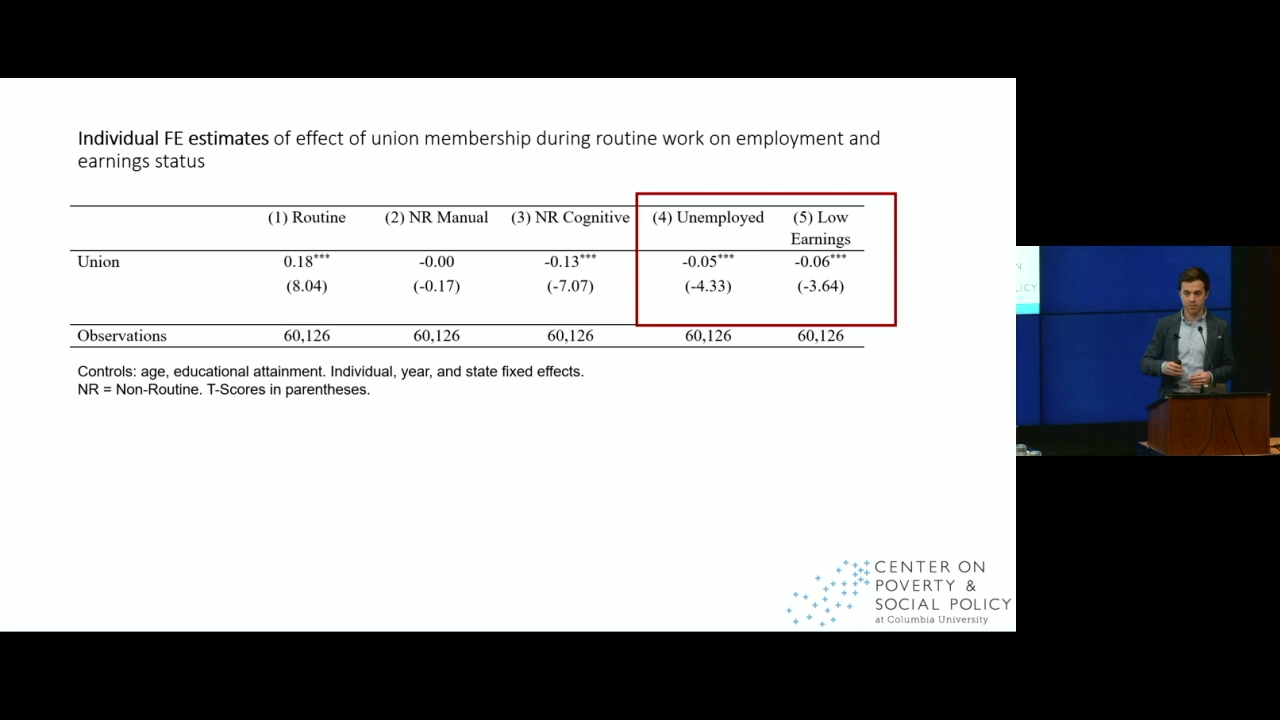 Individual FE estimates of effect of union membership during routine work on employment and
earnings status
(1) Routine (2) NR Manual (3) NR Cognitive (4) Unemployed (5) Low
Earnings
Union 0.18*** -0.00 -0.13*** -0.05*** -0.06***
(8.04) (-0.17) (-7.07) (-4.33) (-3.64)
Observations 60,126 60,126 60,126 60,126 60,126
Controls: age, educational attainment. Individual, year, and state fixed effects.
NR = Non-Routine. T-Scores in parentheses.
CENTER ON
POVERTY &
SOCIAL POLICY
at Columbia University
N
LICY